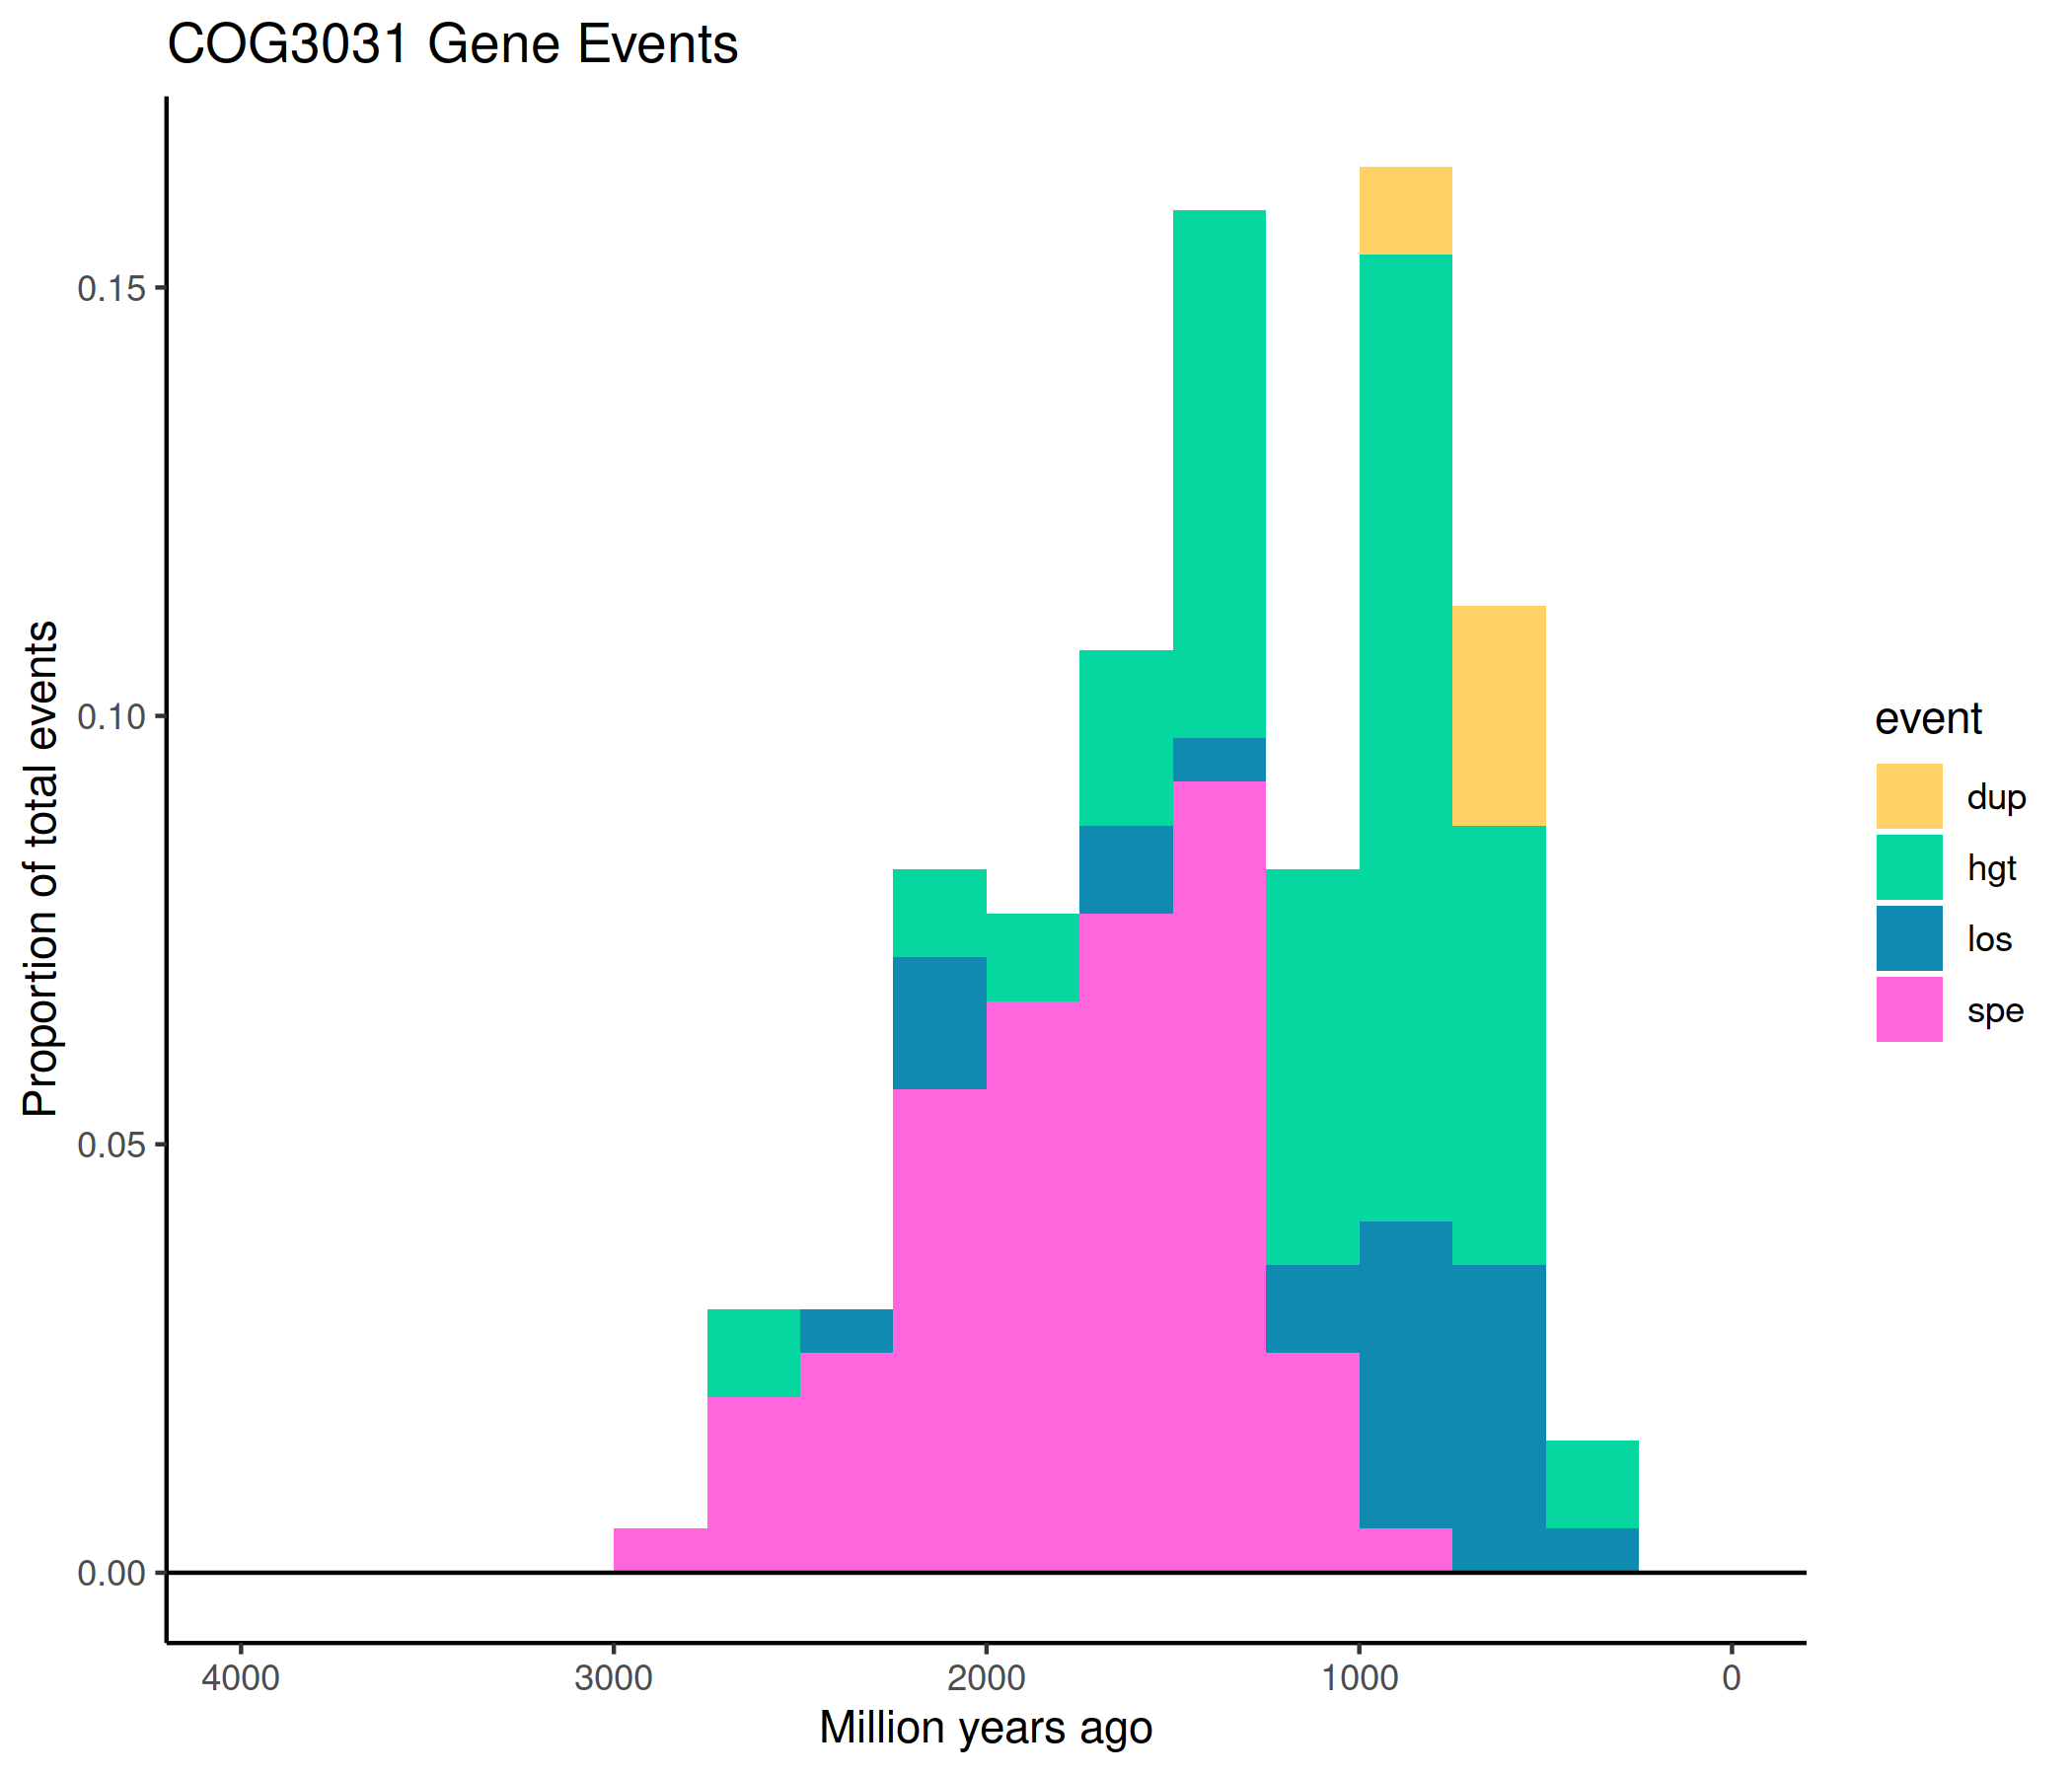 COG3031 Gene Events
Proportion of total events
0.15
0.10
0.05
0.00
4000 3000 2000 1000 0
Million years ago
event
dup
hgt
los
spe